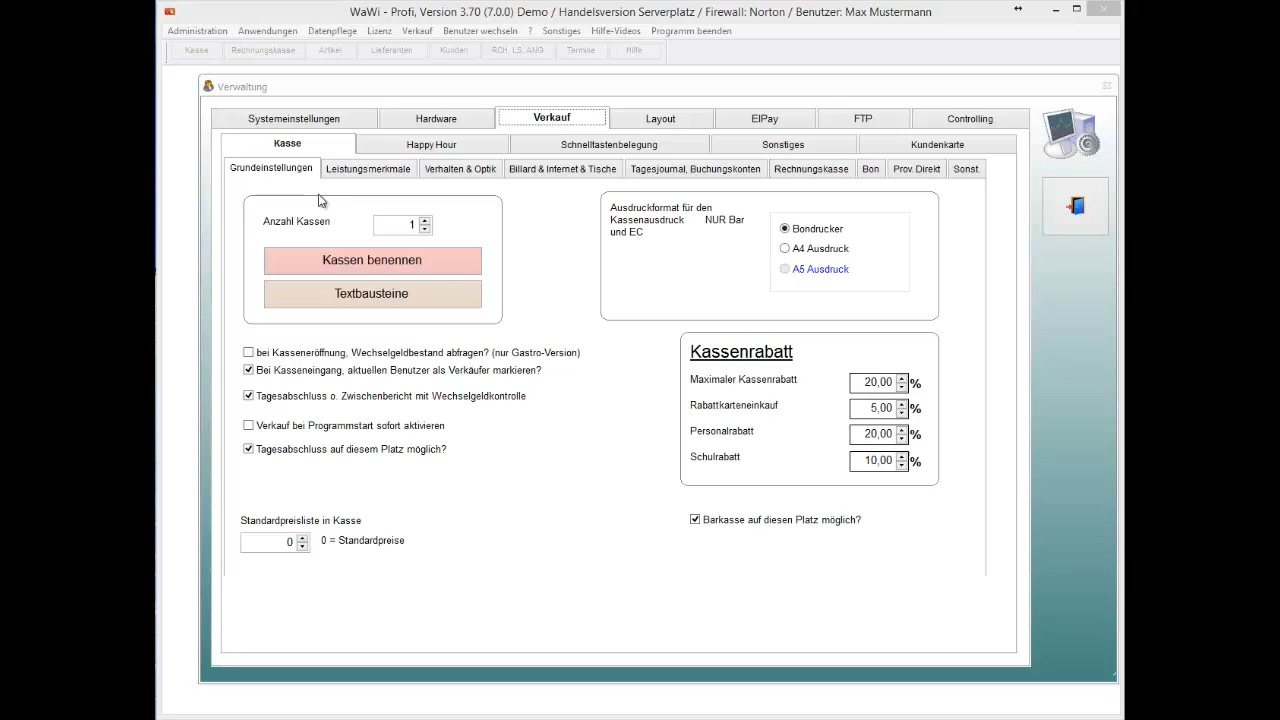 WaWi - Profi, Version 3.70 (7.0.0) Demo / Handelsversion Serverplatz / Firewall: Norton / Benutzer: Max Mustermann
Administration Anwendungen Datenpflege Lizenz Verkauf Benutzer wechseln ? Sonstiges Hilfe-Videos Programm beenden
Kasse Rechnungskasse Artikel Lieferanten Kunden RCH, LS, ANG Termine Hilfe
Verwaltung
Systemeinstellungen Hardware Verkauf Layout ElPay FTP Controlling
Kasse Happy Hour Schnelltastenbelegung Sonstiges Kundenkarte
Grundeinstellungen Leistungsmerkmale Verhalten & Optik Billard & Internet & Tische Tagesjournal, Buchungskonten Rechnungskasse Bon Prov. Direkt Sonst.
Anzahl Kassen 1
Kassen benennen
Textbausteine
Ausdruckformat für den
Kassenausdruck NUR Bar
und EC
Bondrucker
A4 Ausdruck
A5 Ausdruck
bei Kasseneröffnung, Wechselgeldbestand abfragen? (nur Gastro-Version)
Bei Kasseneingang, aktuellen Benutzer als Verkäufer markieren?
Tagesabschluss o. Zwischenbericht mit Wechselgeldkontrolle
Verkauf bei Programmstart sofort aktivieren
Tagesabschluss auf diesem Platz möglich?
Kassenrabatt
Maximaler Kassenrabatt 20,00 %
Rabattkarteneinkauf 5,00 %
Personalrabatt 20,00 %
Schulrabatt 10,00 %
Standardpreisliste in Kasse
0 0 = Standardpreise
Barkasse auf diesen Platz möglich?